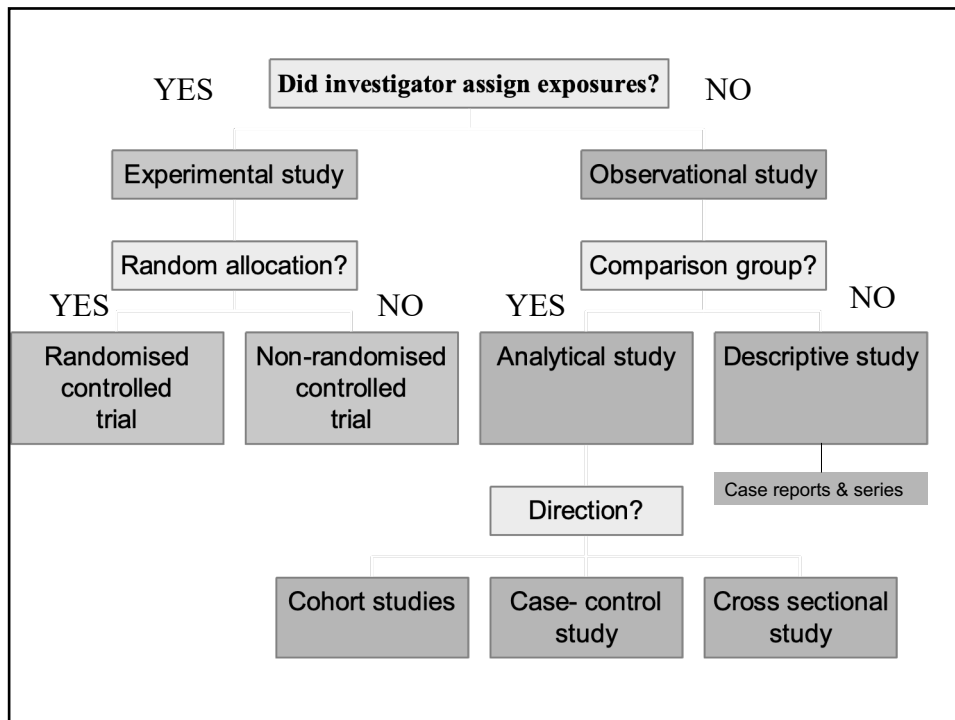 Did investigator assign exposures?
YES
NO
Experimental study
Observational study
Random allocation?
Comparison group?
YES
NO
YES
NO
Randomised
controlled
trial
Non-randomised
controlled
trial
Analytical study
Descriptive study
Case reports & series
Direction?
Cohort studies
Case- control
study
Cross sectional
study